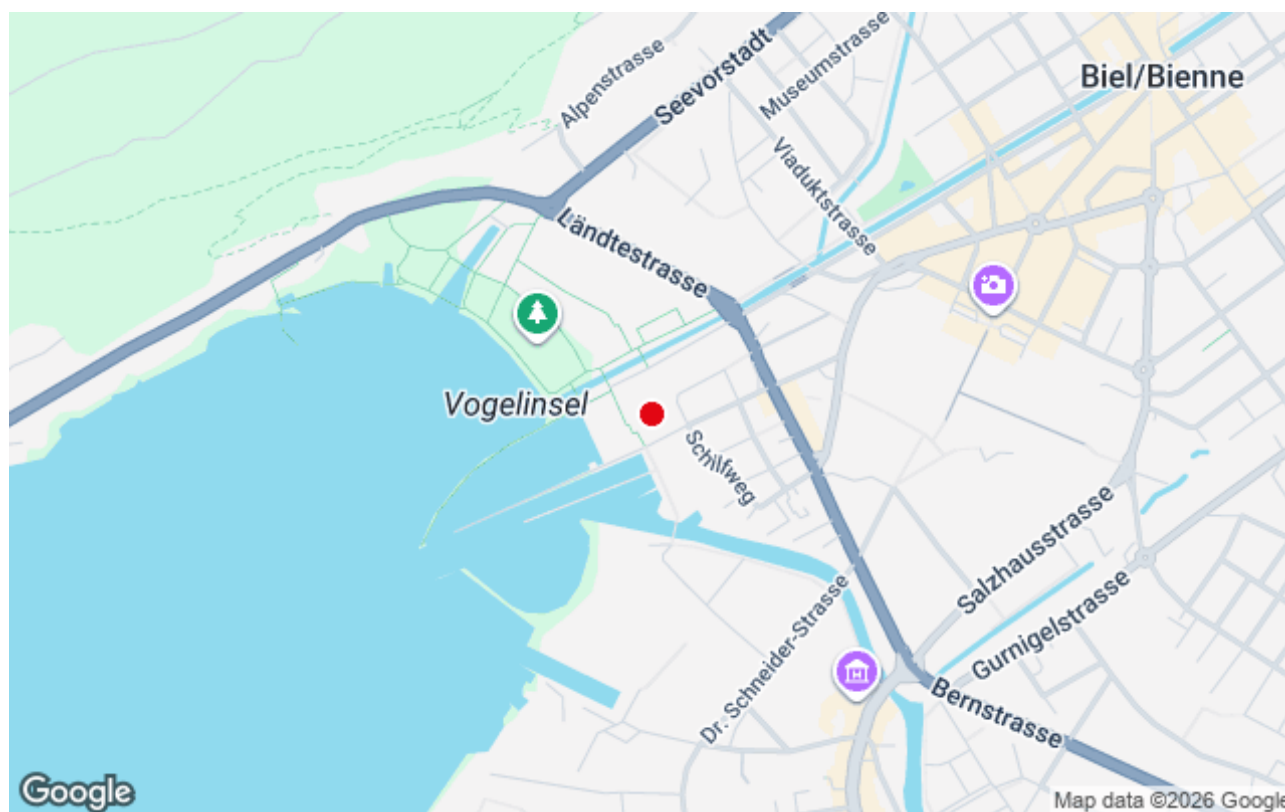 Alpenstrasse
Seevorstadt
Museumstrasse
Biel/Bienne
Viaduktstrasse
Ländtestrasse
Vogelinsel
Schilfweg
Salzhausstrasse
Gurnigelstrasse
Dr. Schneider-Strasse
Bernstrasse
H
Google
Map data ©2026 Google